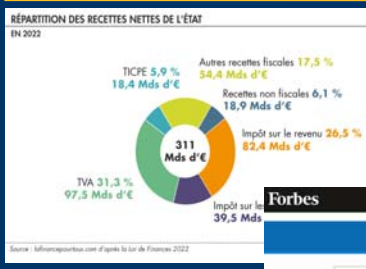 RÉPARTITION DES RECETTES NETTES DE L'ÉTAT
EN 2022
Autres recettes fiscales 17,5 %
54,4 Mds d'€
TICPE 5,9 %
18,4 Mds d'€
Recettes non fiscales 6,1 %
18,9 Mds d'€
Impôt sur le revenu 26,5 %
82,4 Mds d'€
311
Mds d'€
TVA 31,3 %
97,5 Mds d'€
Impôt sur les
39,5 Mds
Forbes
Source : lafinancepourtous.com d'après la Loi de Finances 2022